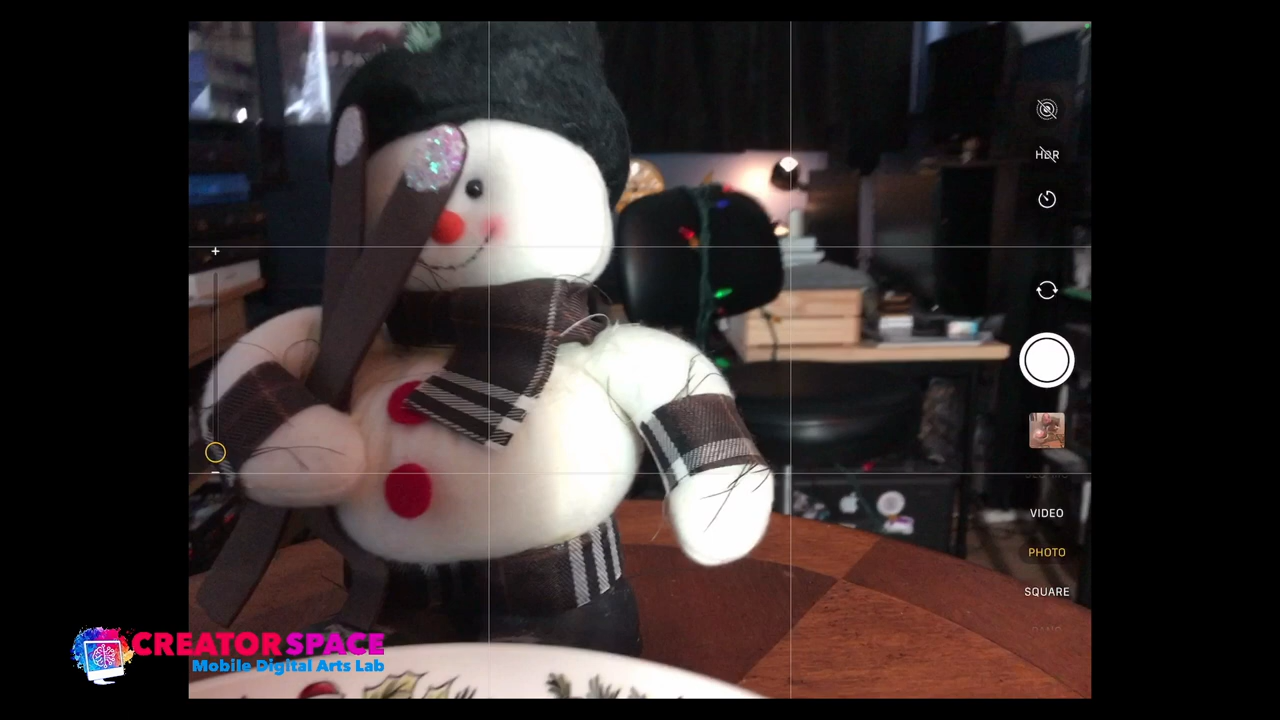 HDR
VIDEO
PHOTO
SQUARE
CREATORSPACE
Mobile Digital Arts Lab